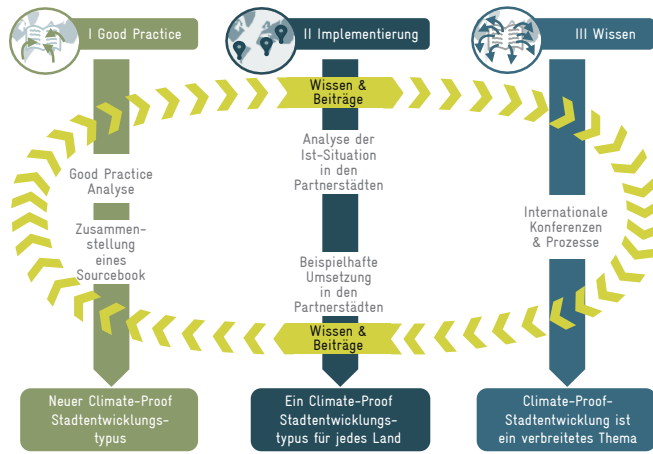 I Good Practice
II Implementierung
III Wissen
Wissen &
Beiträge
Good Practice
Analyse
Zusammen-
stellung
eines
Sourcebook
Analyse der
Ist-Situation
in den
Partnerstädten
Beispielhafte
Umsetzung
in den
Partnerstädten
Internationale
Konferenzen
& Prozesse
Wissen &
Beiträge
Neuer Climate-Proof
Stadtentwicklungs-
typus
Ein Climate-Proof
Stadtentwicklungs-
typus für jedes Land
Climate-Proof-
Stadtentwicklung ist
ein verbreitetes Thema